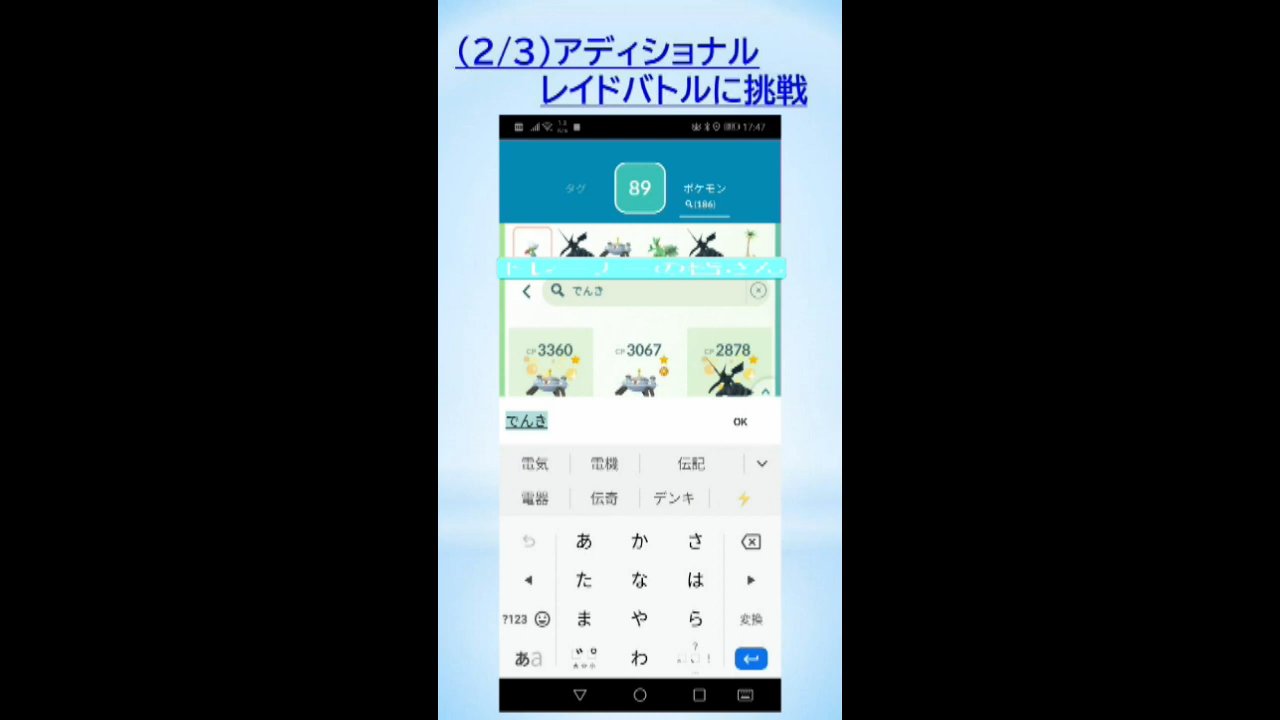 (2/3)アディショナル
レイドバトルに挑戦
17:47
タグ
89
ポケモン
(186)
でんき
CP3360
CP3067
CP2878
でんき
OK
電気
電機
伝記
電器
伝奇
デンキ
あ
か
さ
た
な
は
?123
ま
や
ら
変換
あa
わ